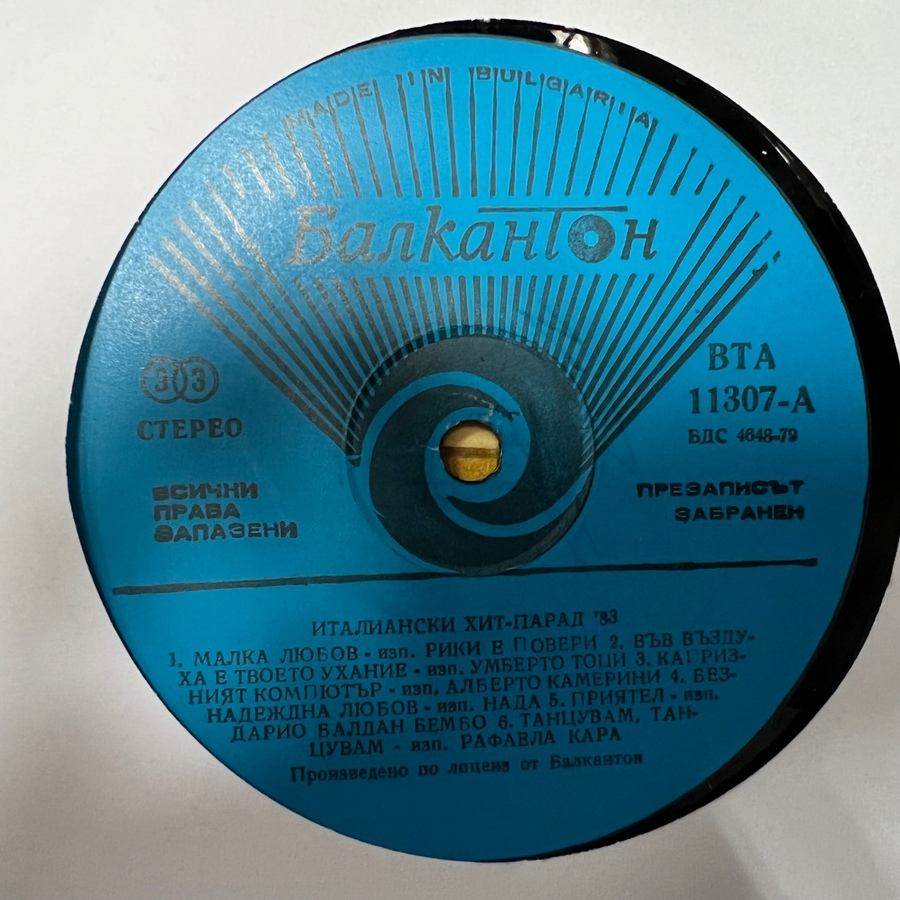 MADE IN BULGARIA
Балкантон
33
СТЕРЕО
ВТА
11307-А
БДС 4648-79
ВСИЧНИ
ПРАВА
ЗАПАЗЕНИ
ПРЕЗАПИСЪТ
ЗАБРАНЕН
ИТАЛИАНСКИ ХИТ-ПАРАД '83
1. МАЛКА ЛЮБОВ - изп. РИКИ Е ПОВЕРИ 2. ВЪВ ВЪЗДУ-
ХА Е ТВОЕТО УХАНИЕ - изп. УМБЕРТО ТОЦИ 3. КАПРИЗ-
НИЯТ КОМПЮТЪР - изп. АЛБЕРТО КАМЕРИНИ 4. БЕЗ-
НАДЕЖДНА ЛЮБОВ - изп. НАДА 5. ПРИЯТЕЛ - изп.
ДАРИО БАЛДАН БЕМБО 6. ТАНЦУВАМ, ТАН-
ЦУВАМ - изп. РАФАЕЛА КАРА
Произведено по лиценз от Балкантон